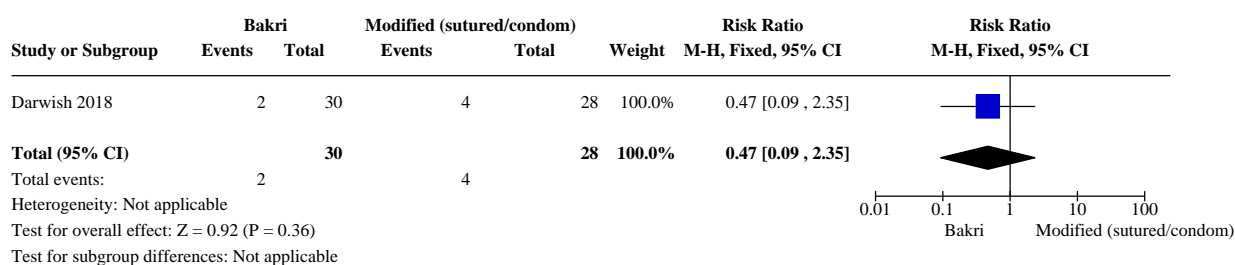 Bakri Modified (sutured/condom) Risk Ratio Risk Ratio
Study or Subgroup Events Total Events Total Weight M-H, Fixed, 95% CI M-H, Fixed, 95% CI
Darwish 2018 2 30 4 28 100.0% 0.47 [0.09 , 2.35]
Total (95% CI) 30 28 100.0% 0.47 [0.09 , 2.35]
Total events: 2 4
Heterogeneity: Not applicable 0.01 0.1 1 10 100
Test for overall effect: Z = 0.92 (P = 0.36) Bakri Modified (sutured/condom)
Test for subgroup differences: Not applicable